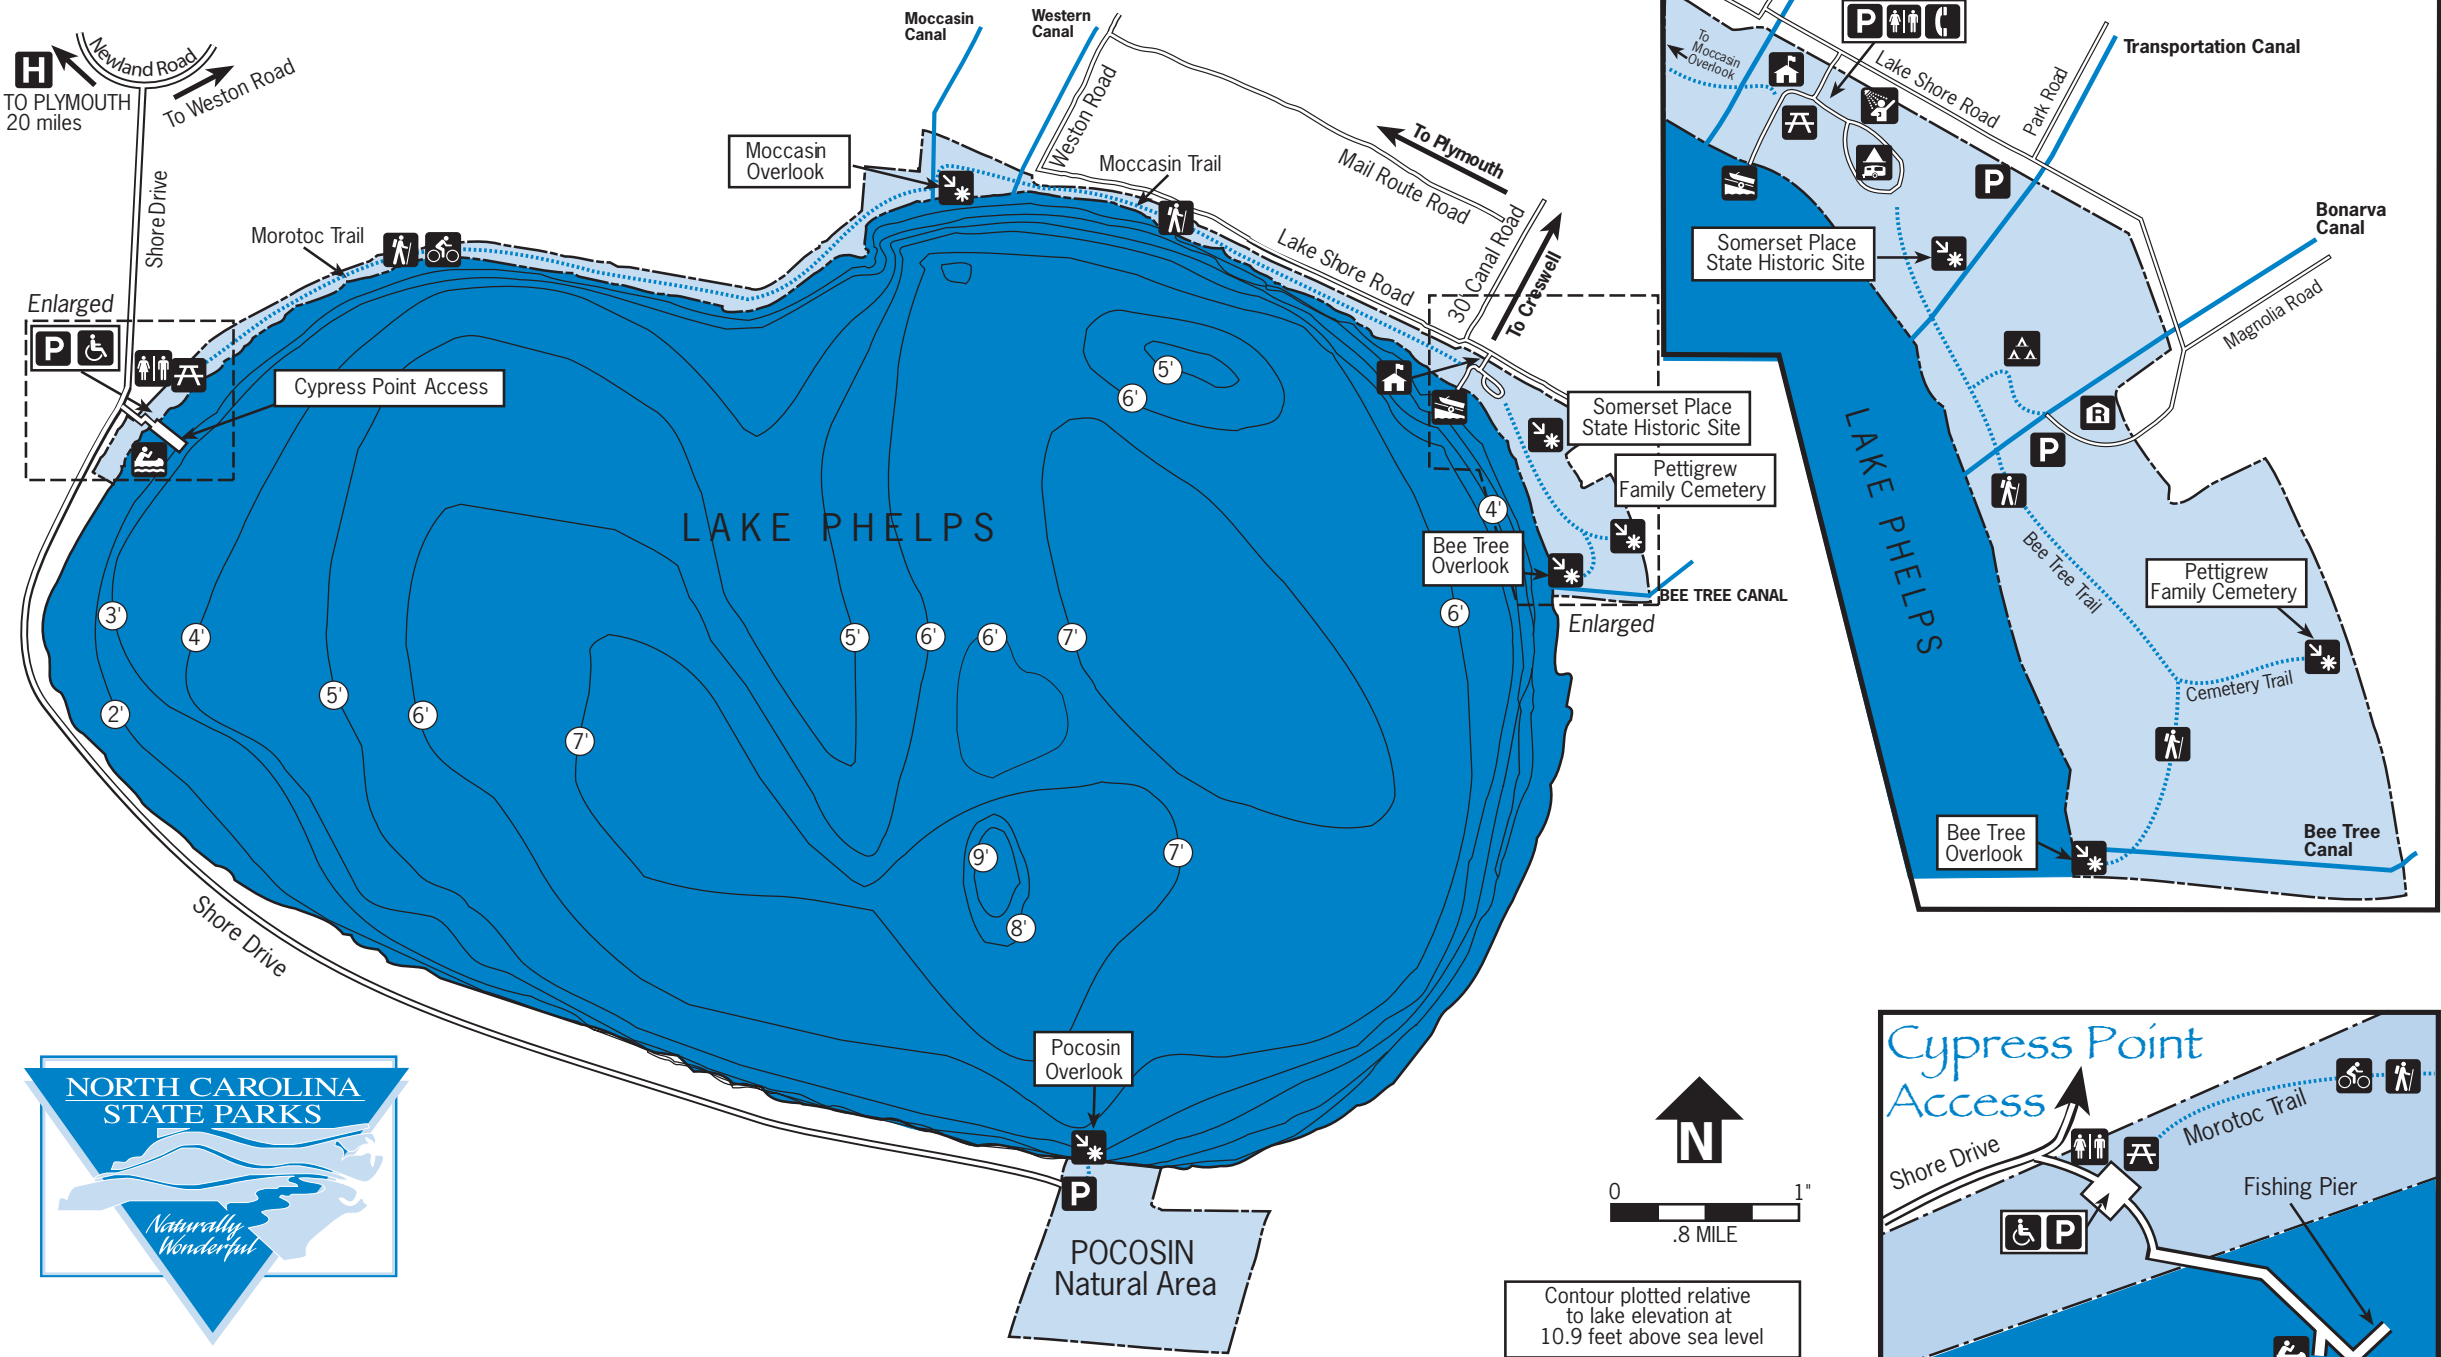 Newland Road
H
TO PLYMOUTH
20 miles
To Weston Road
Shore Drive
Morotoc Trail
Enlarged
P
Cypress Point Access
Moccasin
Canal
Western
Canal
Moccasin
Overlook
Weston Road
Moccasin Trail
To Plymouth
Mail Route Road
Lake Shore Road
30' Canal Road
To Creswell
Somerset Place
State Historic Site
Pettigrew
Family Cemetery
Bee Tree
Overlook
BEE TREE CANAL
Enlarged
LAKE PHELPS
5'
6'
4'
6'
3'
4'
2'
5'
6'
7'
5'
6'
6'
7'
9'
8'
7'
Shore Drive
Pocosin
Overlook
P
POCOSIN
Natural Area
NORTH CAROLINA
STATE PARKS
Naturally
Wonderful
N
0 1"
.8 MILE
Contour plotted relative
to lake elevation at
10.9 feet above sea level
P
To
Moccasin
Overlook
Lake Shore Road
Park Road
Transportation Canal
P
Somerset Place
State Historic Site
Bonarva
Canal
Magnolia Road
R
P
LAKE PHELPS
Bee Tree Trail
Pettigrew
Family Cemetery
Cemetery Trail
Bee Tree
Overlook
Bee Tree
Canal
Cypress Point
Access
Morotoc Trail
Shore Drive
P
Fishing Pier